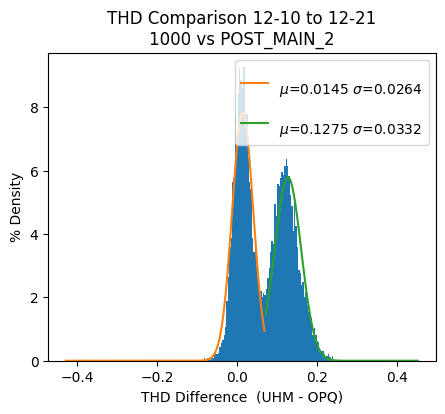 THD Comparison 12-10 to 12-21
1000 vs POST_MAIN_2
μ=0.0145 σ=0.0264
μ=0.1275 σ=0.0332
% Density
8
6
4
2
0
−0.4 −0.2 0.0 0.2 0.4
THD Difference  (UHM - OPQ)